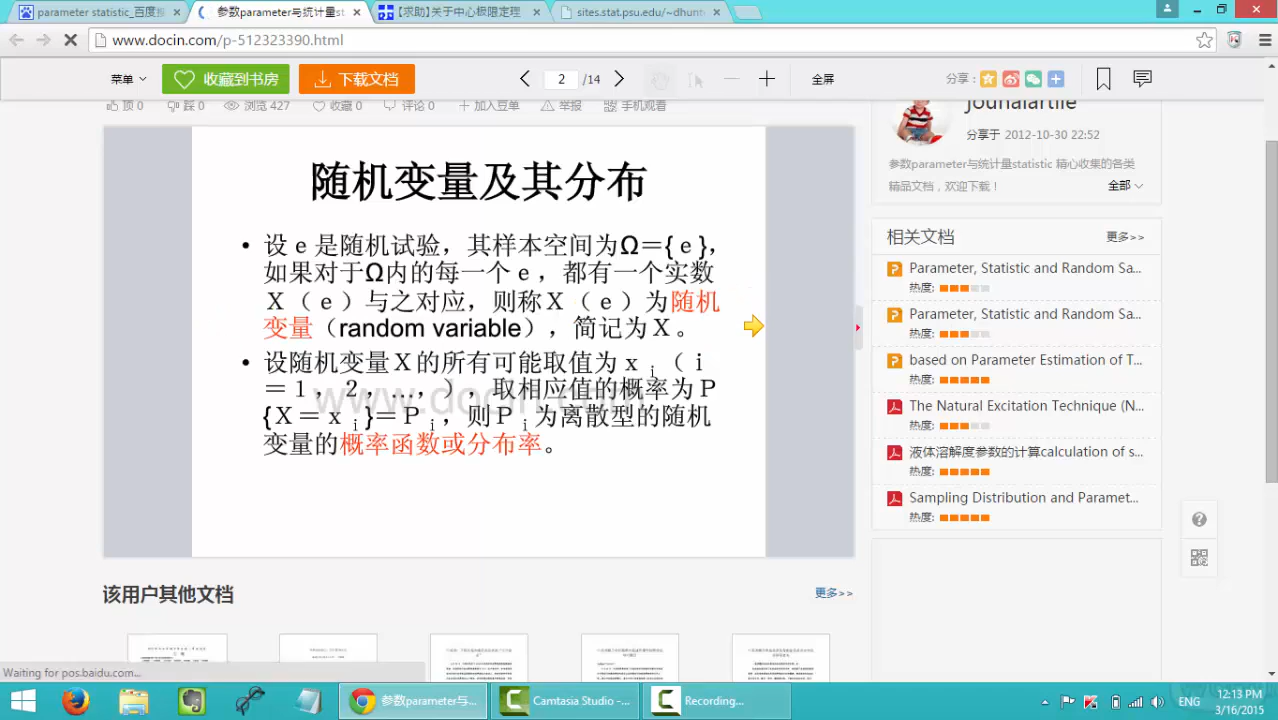 parameter statistic_百度搜
参数parameter与统计量st
【求助】关于中心极限定理
sites.stat.psu.edu/~dhunt
www.docin.com/p-512323390.html
菜单
收藏到书房
下载文档
2 /14
全屏
分享：
顶 0
踩 0
浏览 427
收藏 0
评论 0
加入豆单
举报
手机观看
jouhaiartile
分享于 2012-10-30 22:52
参数parameter与统计量statistic 精心收集的各类
精品文档，欢迎下载！
全部
随机变量及其分布
• 设ｅ是随机试验，其样本空间为Ω＝{ｅ}，
如果对于Ω内的每一个ｅ，都有一个实数
Ｘ（ｅ）与之对应，则称Ｘ（ｅ）为随机
变量（random variable），简记为Ｘ。
• 设随机变量Ｘ的所有可能取值为ｘｉ（ｉ
＝１，２，…，），取相应值的概率为Ｐ
{Ｘ＝ｘｉ}＝Ｐｉ，则Ｐｉ为离散型的随机
变量的概率函数或分布率。
www.docin.com
相关文档
更多>>
Parameter, Statistic and Random Sa...
热度:
Parameter, Statistic and Random Sa...
热度:
based on Parameter Estimation of T...
热度:
The Natural Excitation Technique (N...
热度:
液体溶解度参数的计算calculation of s...
热度:
Sampling Distribution and Paramet...
热度:
该用户其他文档
更多>>
Waiting for pos.baidu.com...
参数parameter与...
Camtasia Studio -...
Recording...
ENG
12:13 PM
3/16/2015